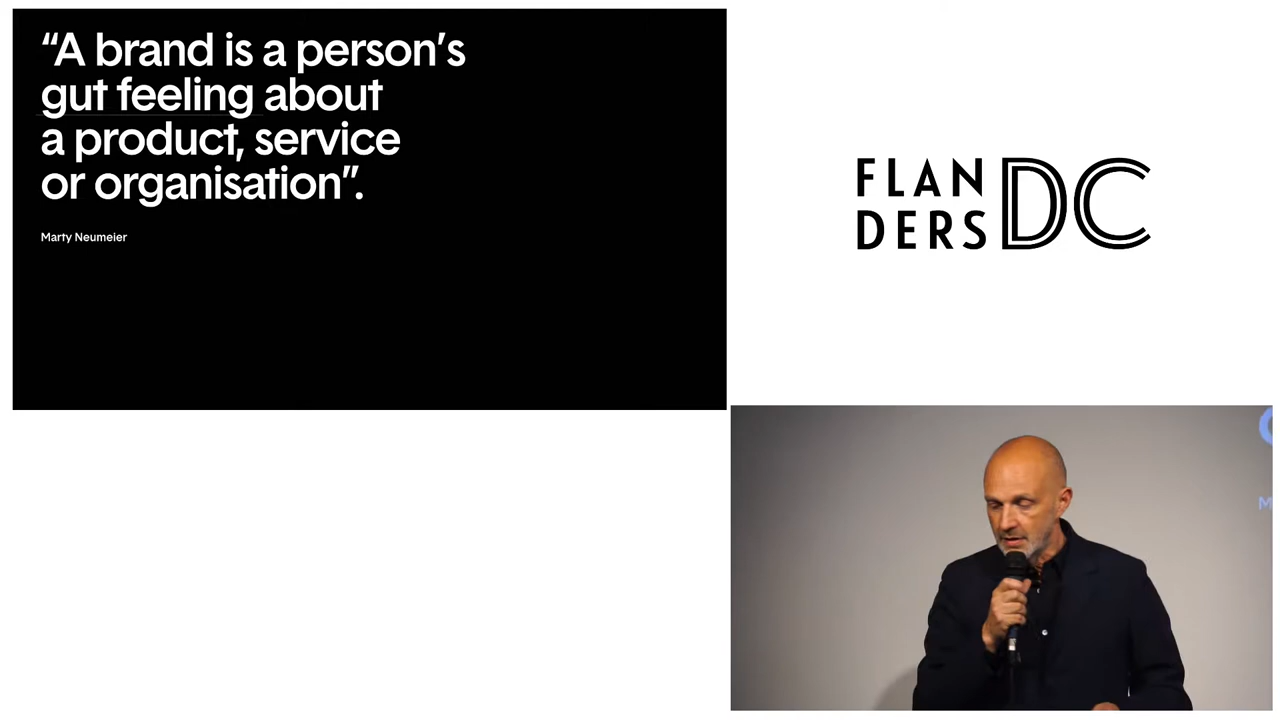 “A brand is a person’s
gut feeling about
a product, service
or organisation”.
Marty Neumeier
FLAN
DERS DC